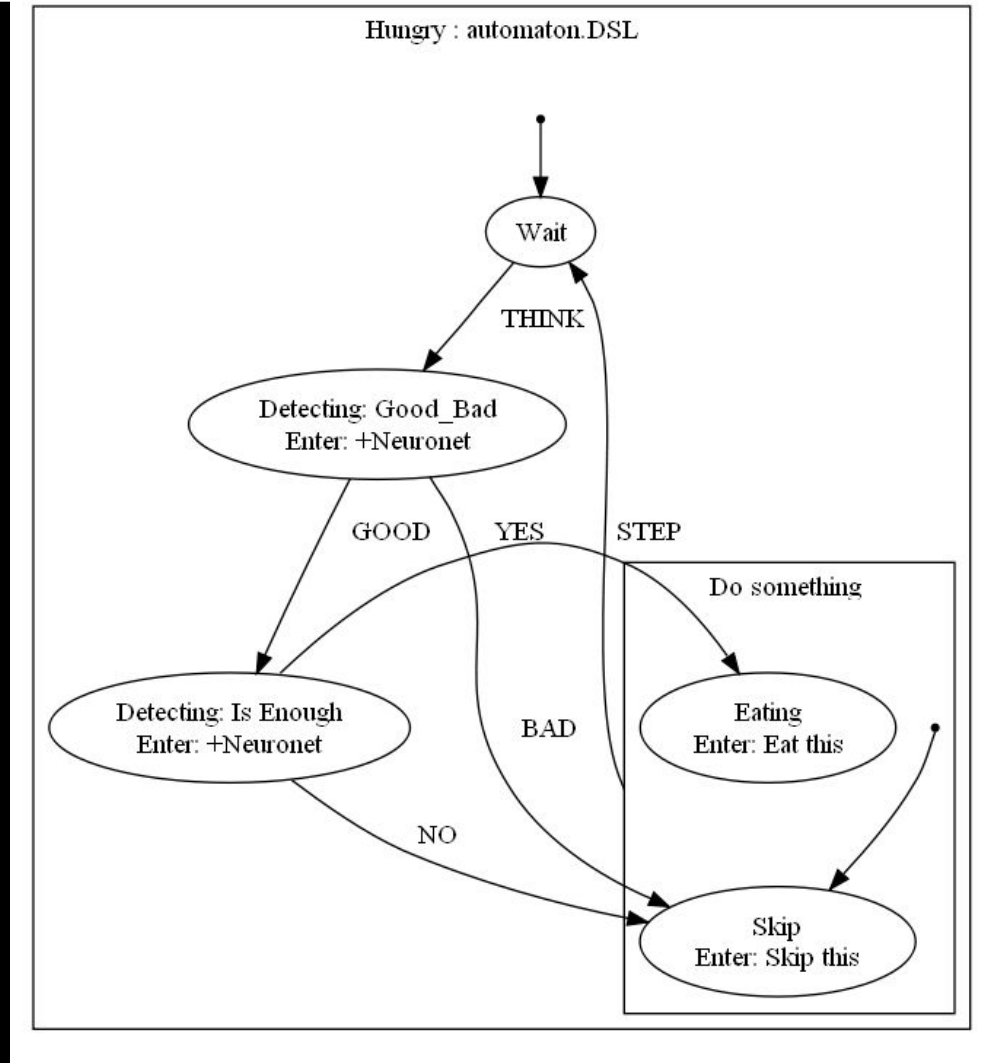 Hungry : automaton.DSL
Wait
THINK
Detecting: Good_Bad
Enter: +Neuronet
GOOD
YES
STEP
Do something
Detecting: Is Enough
Enter: +Neuronet
BAD
Eating
Enter: Eat this
NO
Skip
Enter: Skip this